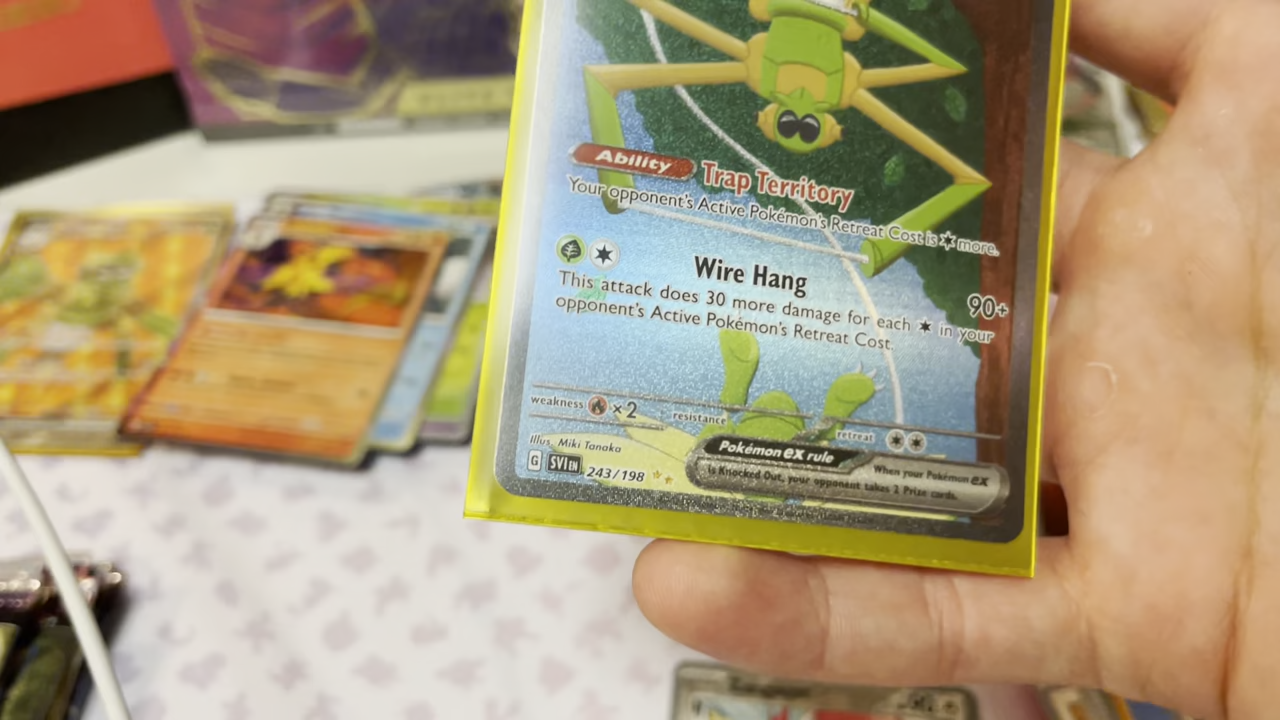 Ability Trap Territory
Your opponent's Active Pokémon's Retreat Cost is more.
Wire Hang
90+
This attack does 30 more damage for each in your
opponent's Active Pokémon's Retreat Cost.
weakness ×2 resistance retreat
Illus. Miki Tanaka
G SVI EN 243/198
Pokémon ex rule When your Pokémon ex
is Knocked Out, your opponent takes 2 Prize cards.